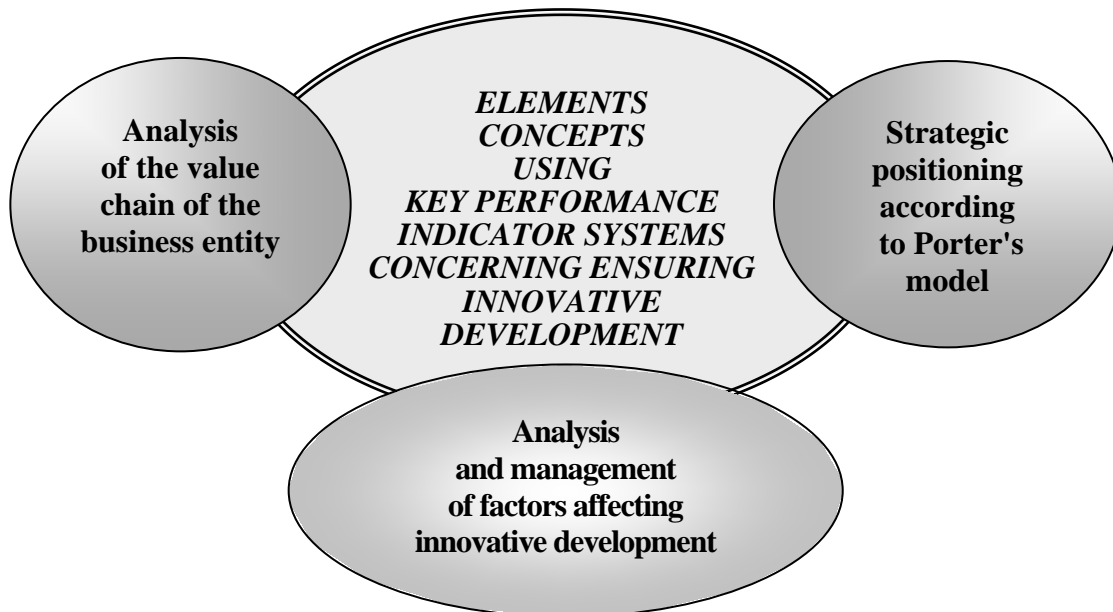 ELEMENTS
CONCEPTS
USING
KEY PERFORMANCE
INDICATOR SYSTEMS
CONCERNING ENSURING
INNOVATIVE
DEVELOPMENT
Analysis
of the value
chain of the
business entity
Strategic
positioning
according
to Porter's
model
Analysis
and management
of factors affecting
innovative development